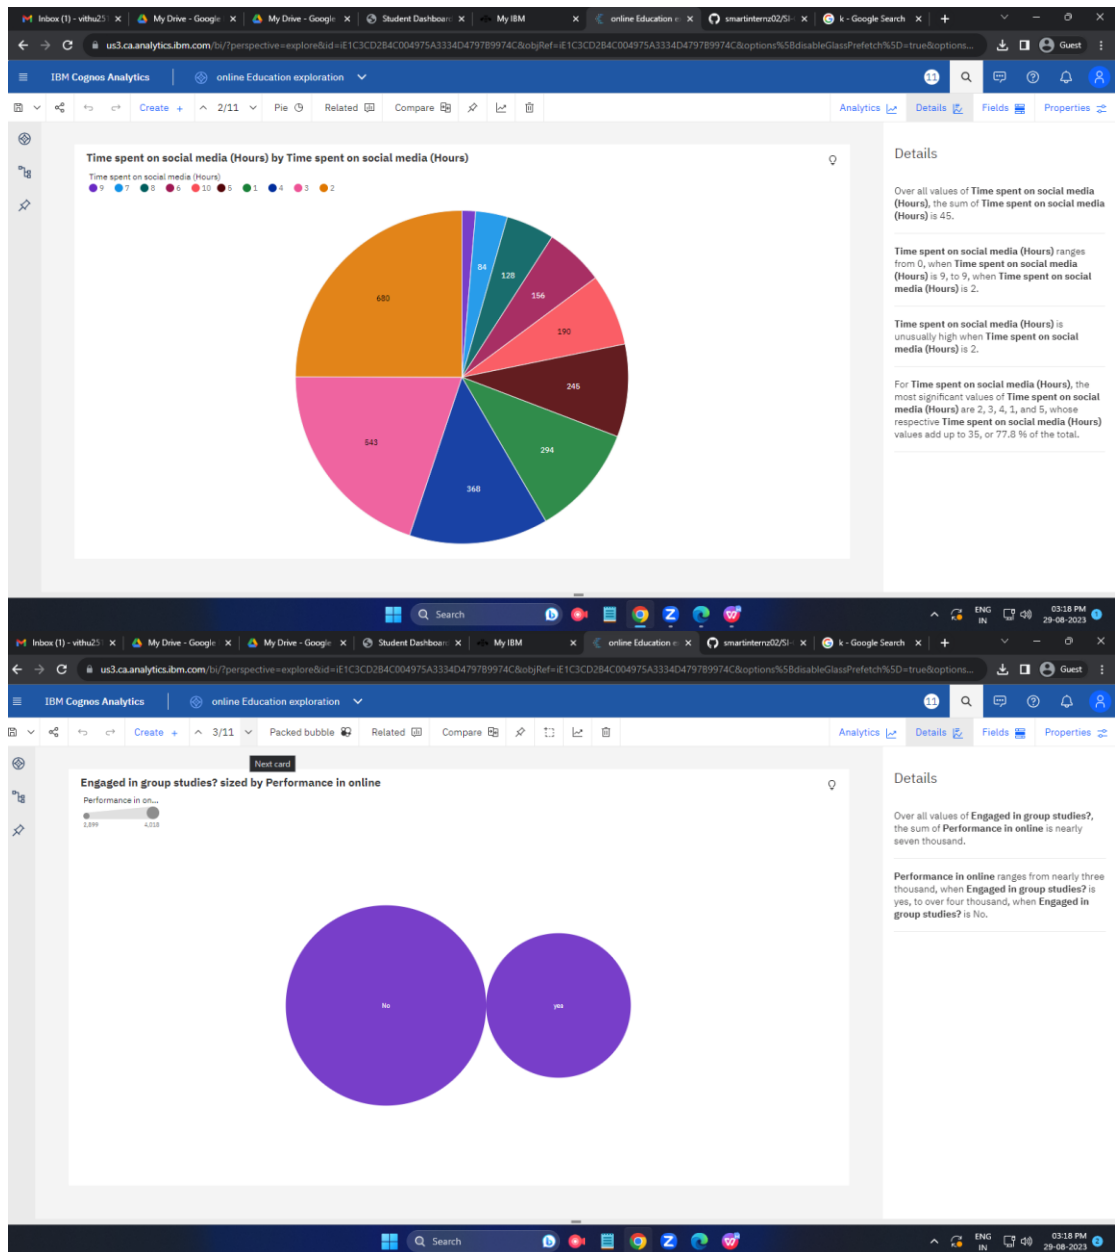 Inbox (1) - vithu25
My Drive - Google
My Drive - Google
Student Dashboar
My IBM
online Education e
smartinternz02/SI-
k - Google Search
us3.ca.analytics.ibm.com/bi/?perspective=explore&id=iE1C3CD2B4C004975A3334D4797B9974C&objRef=iE1C3CD2B4C004975A3334D4797B9974C&options%5BdisableGlassPrefetch%5D=true&options...
Guest
IBM Cognos Analytics
online Education exploration
11
Create +
2/11
Pie
Related
Compare
Analytics
Details
Fields
Properties
Time spent on social media (Hours) by Time spent on social media (Hours)
Time spent on social media (Hours)
9 7 8 6 10 5 1 4 3 2
84
128
156
190
245
294
368
543
680
Details
Over all values of Time spent on social media
(Hours), the sum of Time spent on social media
(Hours) is 45.
Time spent on social media (Hours) ranges
from 0, when Time spent on social media
(Hours) is 9, to 9, when Time spent on social
media (Hours) is 2.
Time spent on social media (Hours) is
unusually high when Time spent on social
media (Hours) is 2.
For Time spent on social media (Hours), the
most significant values of Time spent on social
media (Hours) are 2, 3, 4, 1, and 5, whose
respective Time spent on social media (Hours)
values add up to 35, or 77.8 % of the total.
Search
ENG
IN
03:18 PM
29-08-2023
Inbox (1) - vithu25
My Drive - Google
My Drive - Google
Student Dashboar
My IBM
online Education e
smartinternz02/SI-
k - Google Search
us3.ca.analytics.ibm.com/bi/?perspective=explore&id=iE1C3CD2B4C004975A3334D4797B9974C&objRef=iE1C3CD2B4C004975A3334D4797B9974C&options%5BdisableGlassPrefetch%5D=true&options...
Guest
IBM Cognos Analytics
online Education exploration
11
Create +
3/11
Packed bubble
Related
Compare
Analytics
Details
Fields
Properties
Next card
Engaged in group studies? sized by Performance in online
Performance in on...
2,899 4,018
No
yes
Details
Over all values of Engaged in group studies?,
the sum of Performance in online is nearly
seven thousand.
Performance in online ranges from nearly three
thousand, when Engaged in group studies? is
yes, to over four thousand, when Engaged in
group studies? is No.
Search
ENG
IN
03:18 PM
29-08-2023